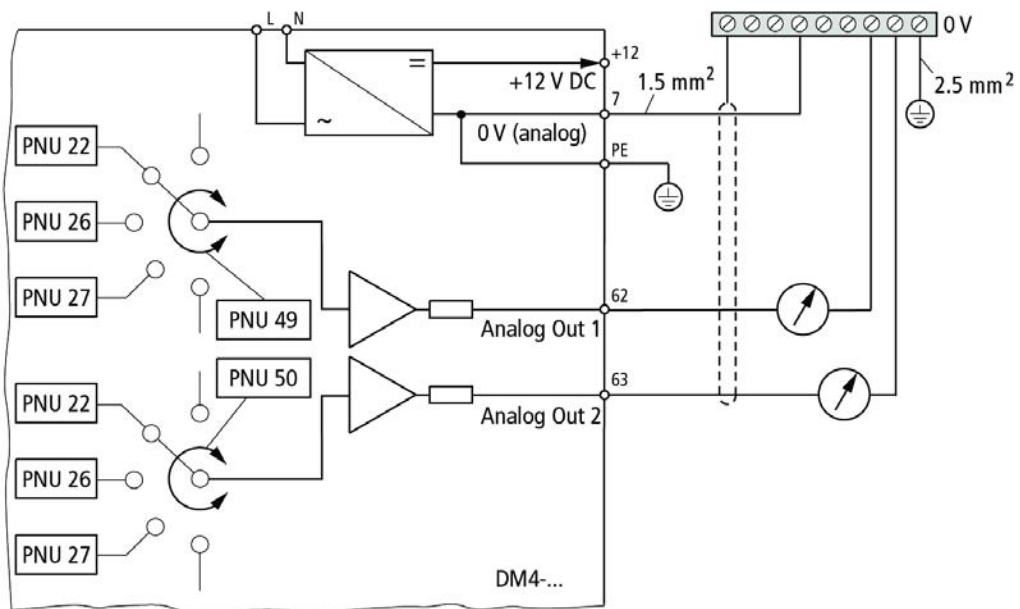 L N
0 V
+12
=
+12 V DC
~
7
1.5 mm²
2.5 mm²
0 V (analog)
PE
PNU 22
PNU 26
PNU 27
PNU 49
62
Analog Out 1
PNU 50
63
Analog Out 2
PNU 22
PNU 26
PNU 27
DM4-...